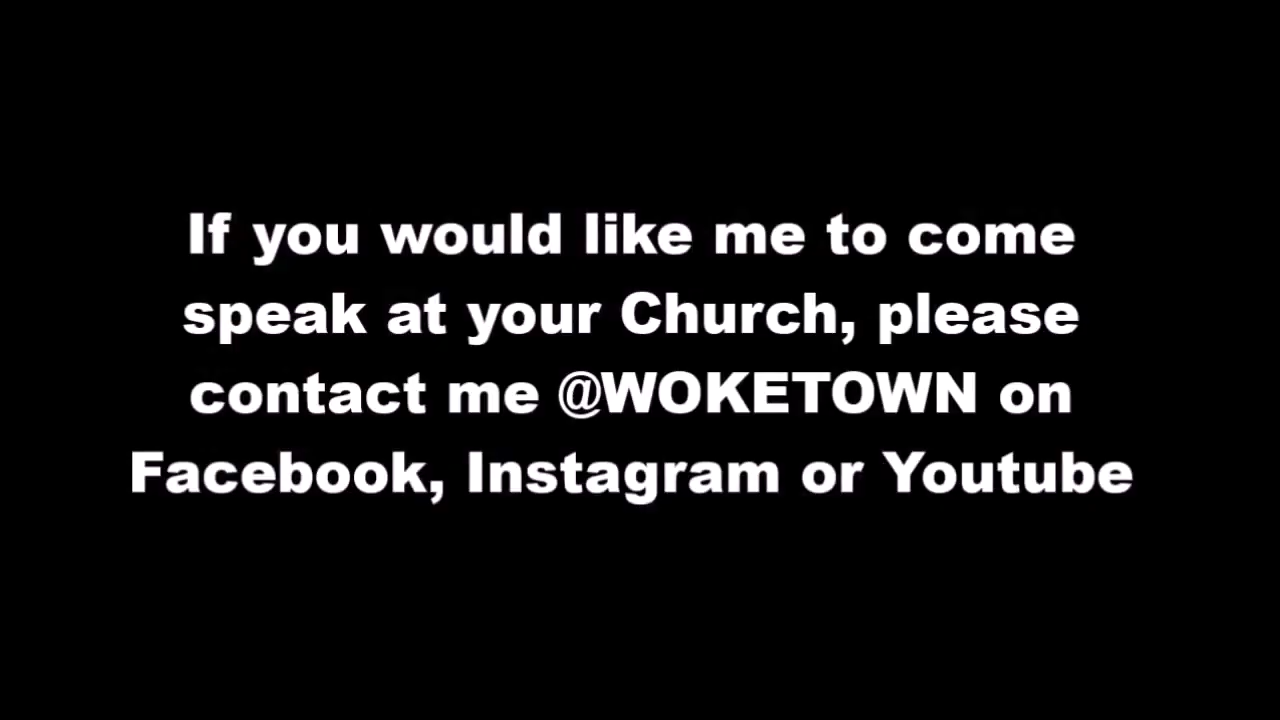 If you would like me to come
speak at your Church, please
contact me @WOKETOWN on
Facebook, Instagram or Youtube